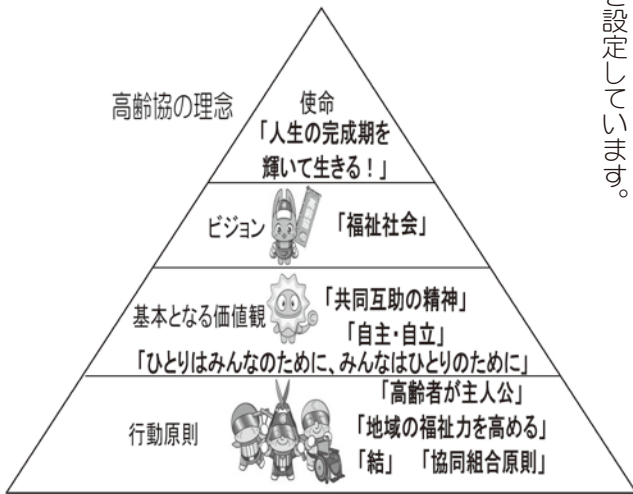 と設定しています。
高齢協の理念
使命
「人生の完成期を
輝いて生きる！」
ビジョン
「福祉社会」
基本となる価値観
「共同互助の精神」
「自主・自立」
「ひとりはみんなのために、みんなはひとりのために」
行動原則
「高齢者が主人公」
「地域の福祉力を高める」
「結」 「協同組合原則」